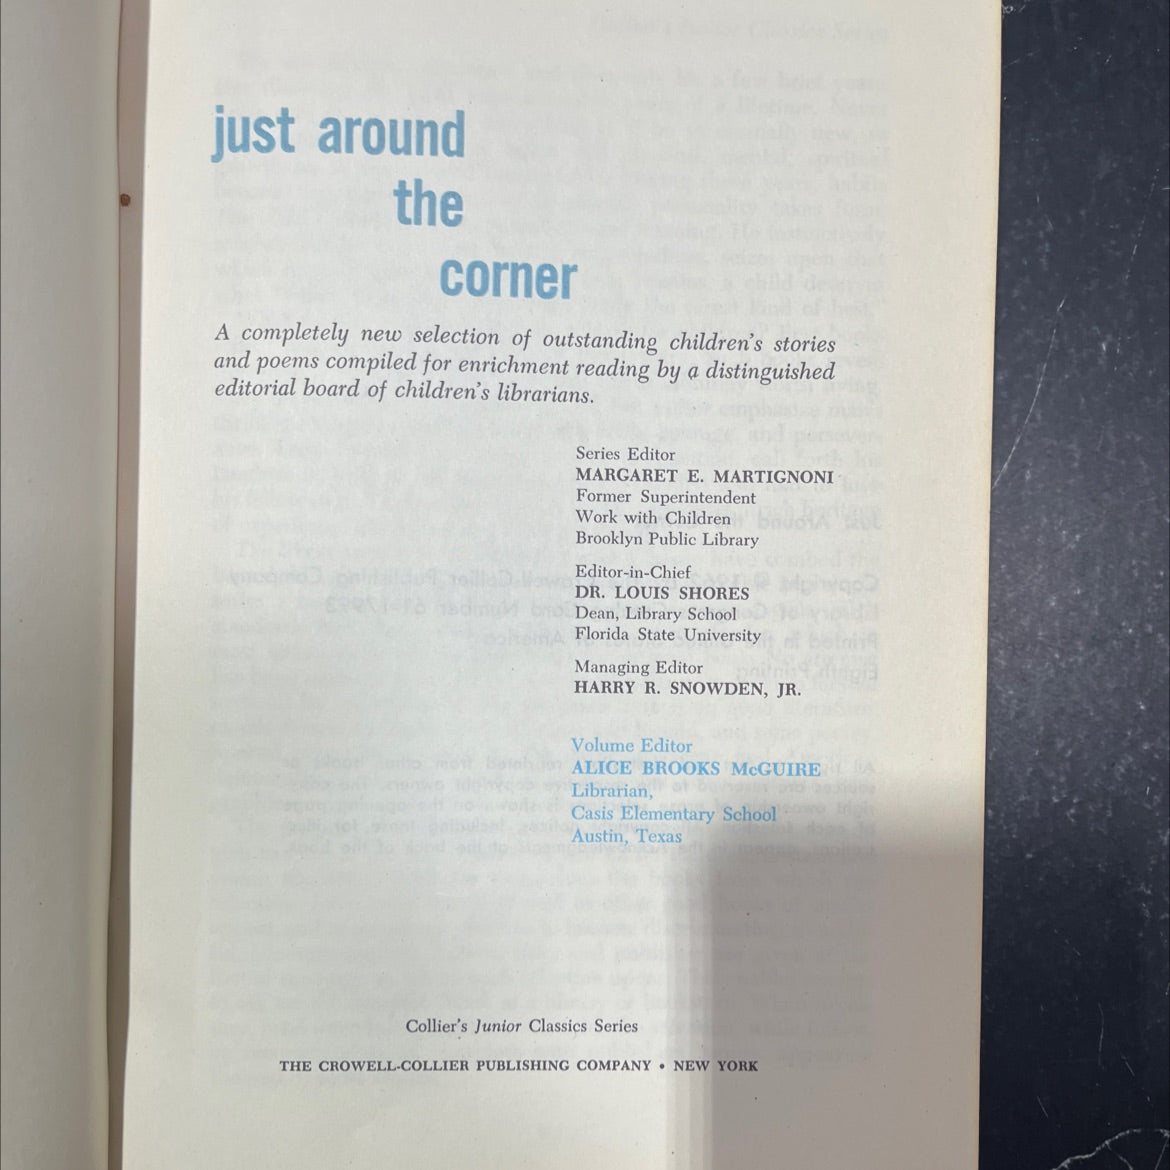 just around
the
corner
A completely new selection of outstanding children's stories
and poems compiled for enrichment reading by a distinguished
editorial board of children's librarians.
Series Editor
MARGARET E. MARTIGNONI
Former Superintendent
Work with Children
Brooklyn Public Library
Editor-in-Chief
DR. LOUIS SHORES
Dean, Library School
Florida State University
Managing Editor
HARRY R. SNOWDEN, JR.
Volume Editor
ALICE BROOKS McGUIRE
Librarian,
Casis Elementary School
Austin, Texas
Collier's Junior Classics Series
THE CROWELL-COLLIER PUBLISHING COMPANY • NEW YORK